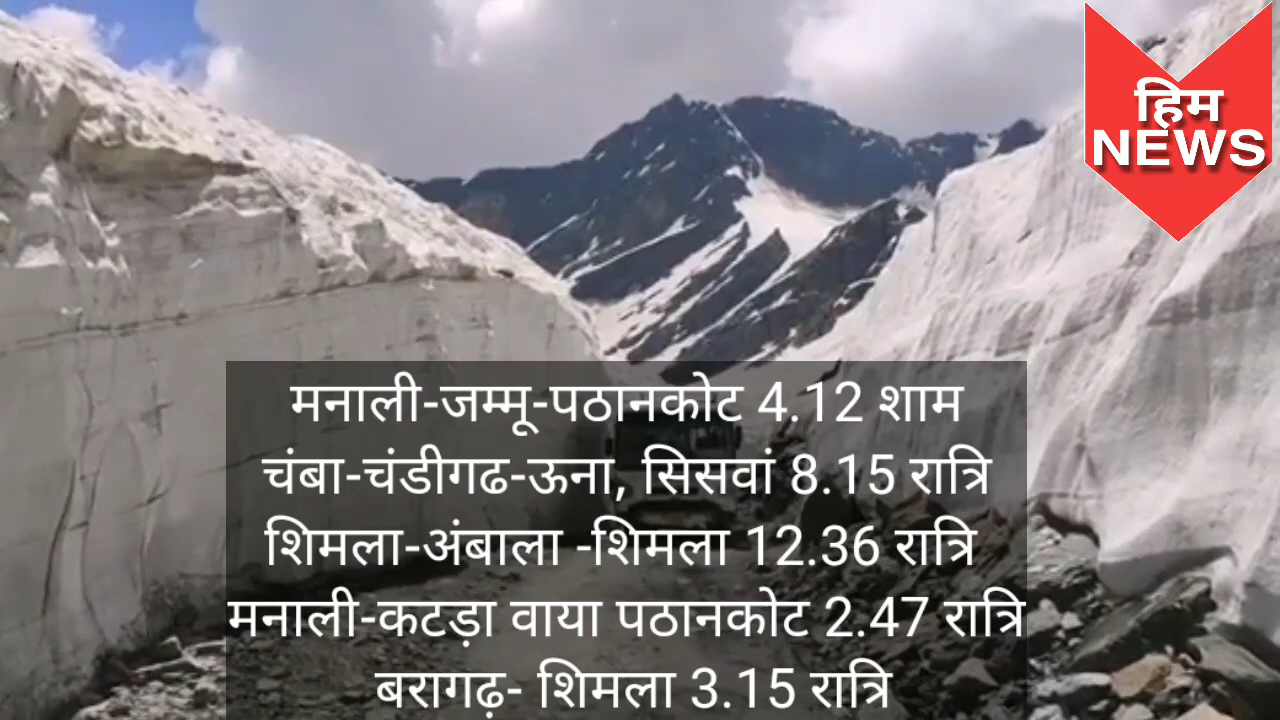 हिम
NEWS
मनाली-जम्मू-पठानकोट 4.12 शाम
चंबा-चंडीगढ-ऊना, सिसवां 8.15 रात्रि
शिमला-अंबाला -शिमला 12.36 रात्रि
मनाली-कटड़ा वाया पठानकोट 2.47 रात्रि
बरागढ़- शिमला 3.15 रात्रि